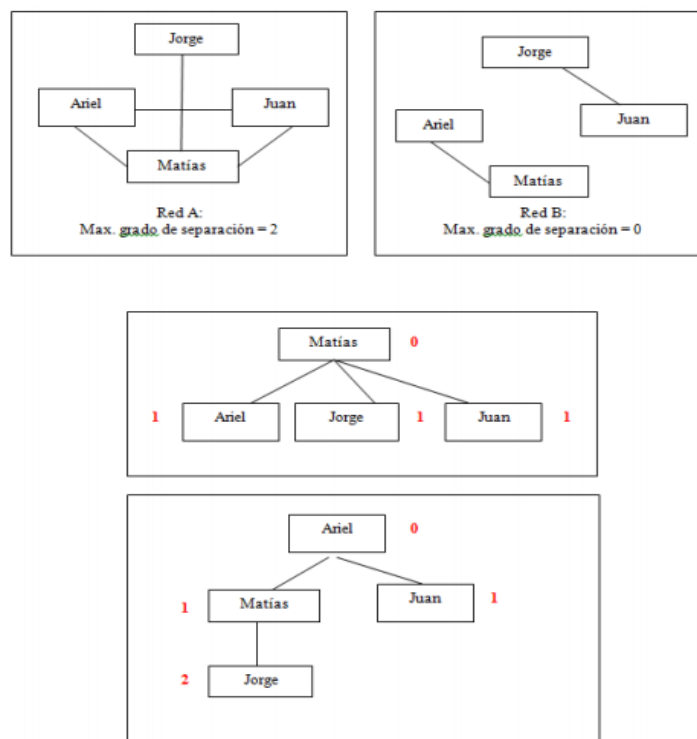 Jorge
Ariel
Juan
Matías
Red A:
Max. grado de separación = 2
Jorge
Juan
Ariel
Matías
Red B:
Max. grado de separación = 0
Matías 0
1 Ariel Jorge 1 Juan 1
Ariel 0
1 Matías Juan 1
2 Jorge